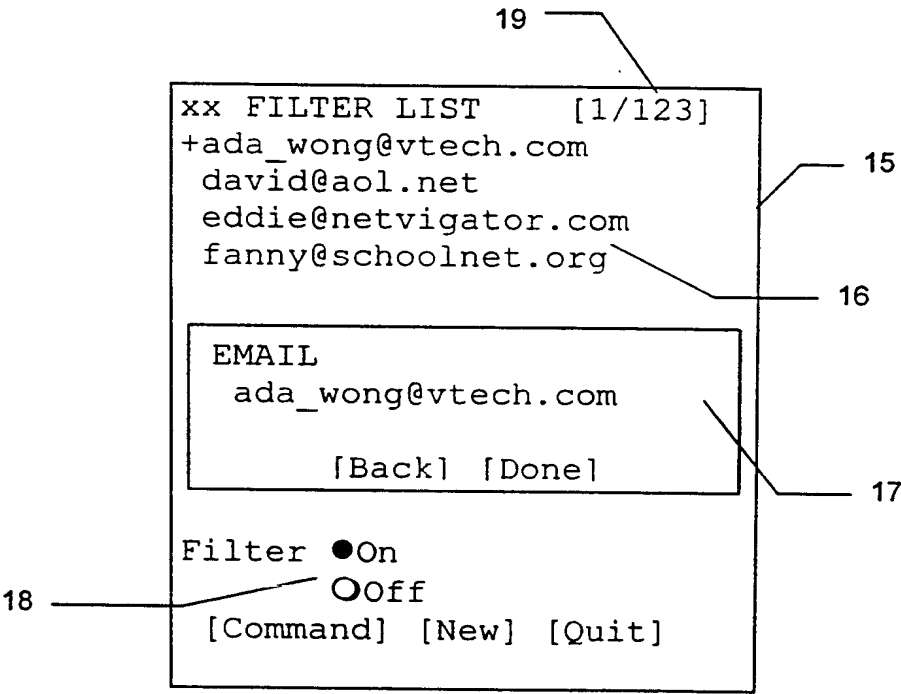 19
xx FILTER LIST [1/123]
+ada_wong@vtech.com
david@aol.net
15
eddie@netvigator.com
fanny@schoolnet.org
16
EMAIL
ada_wong@vtech.com
[Back] [Done]
17
Filter ●On
○Off
18
[Command] [New] [Quit]